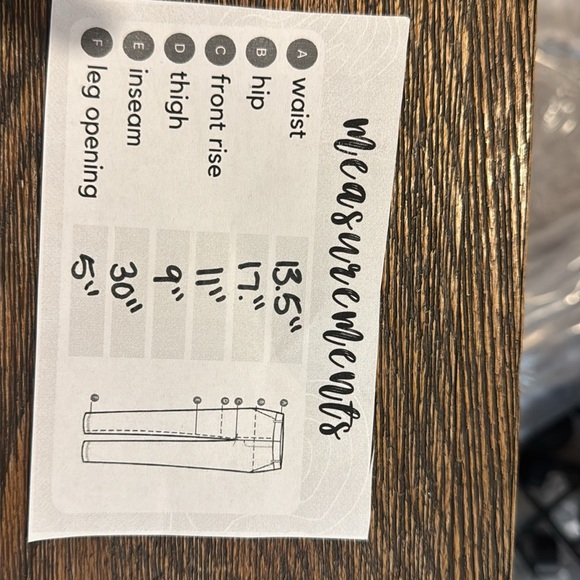 measurements
A waist 13.5"
B hip 17."
C front rise 11"
D thigh 9"
E inseam 30"
F leg opening 5"